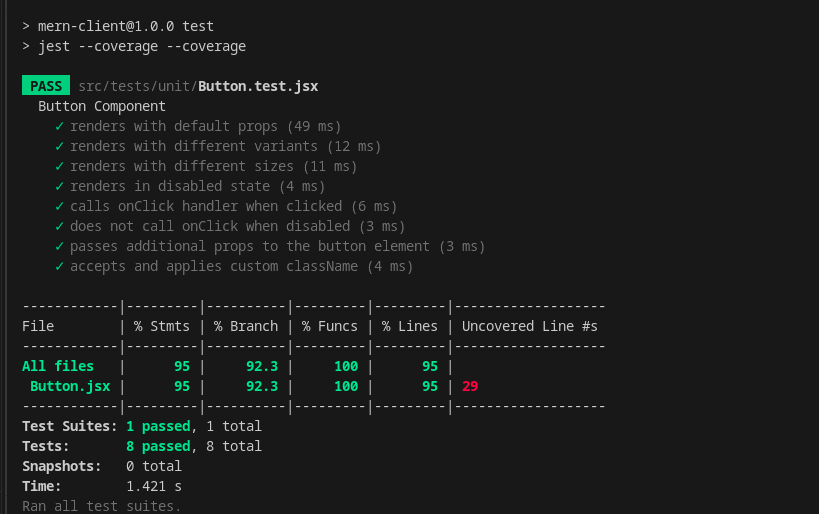 > mern-client@1.0.0 test
> jest --coverage --coverage
PASS src/tests/unit/Button.test.jsx
Button Component
✓ renders with default props (49 ms)
✓ renders with different variants (12 ms)
✓ renders with different sizes (11 ms)
✓ renders in disabled state (4 ms)
✓ calls onClick handler when clicked (6 ms)
✓ does not call onClick when disabled (3 ms)
✓ passes additional props to the button element (3 ms)
✓ accepts and applies custom className (4 ms)
------------|---------|----------|---------|---------|-------------------
File        | % Stmts | % Branch | % Funcs | % Lines | Uncovered Line #s
------------|---------|----------|---------|---------|-------------------
All files   |      95 |     92.3 |     100 |      95 |
 Button.jsx |      95 |     92.3 |     100 |      95 | 29
------------|---------|----------|---------|---------|-------------------
Test Suites: 1 passed, 1 total
Tests:       8 passed, 8 total
Snapshots:   0 total
Time:        1.421 s
Ran all test suites.